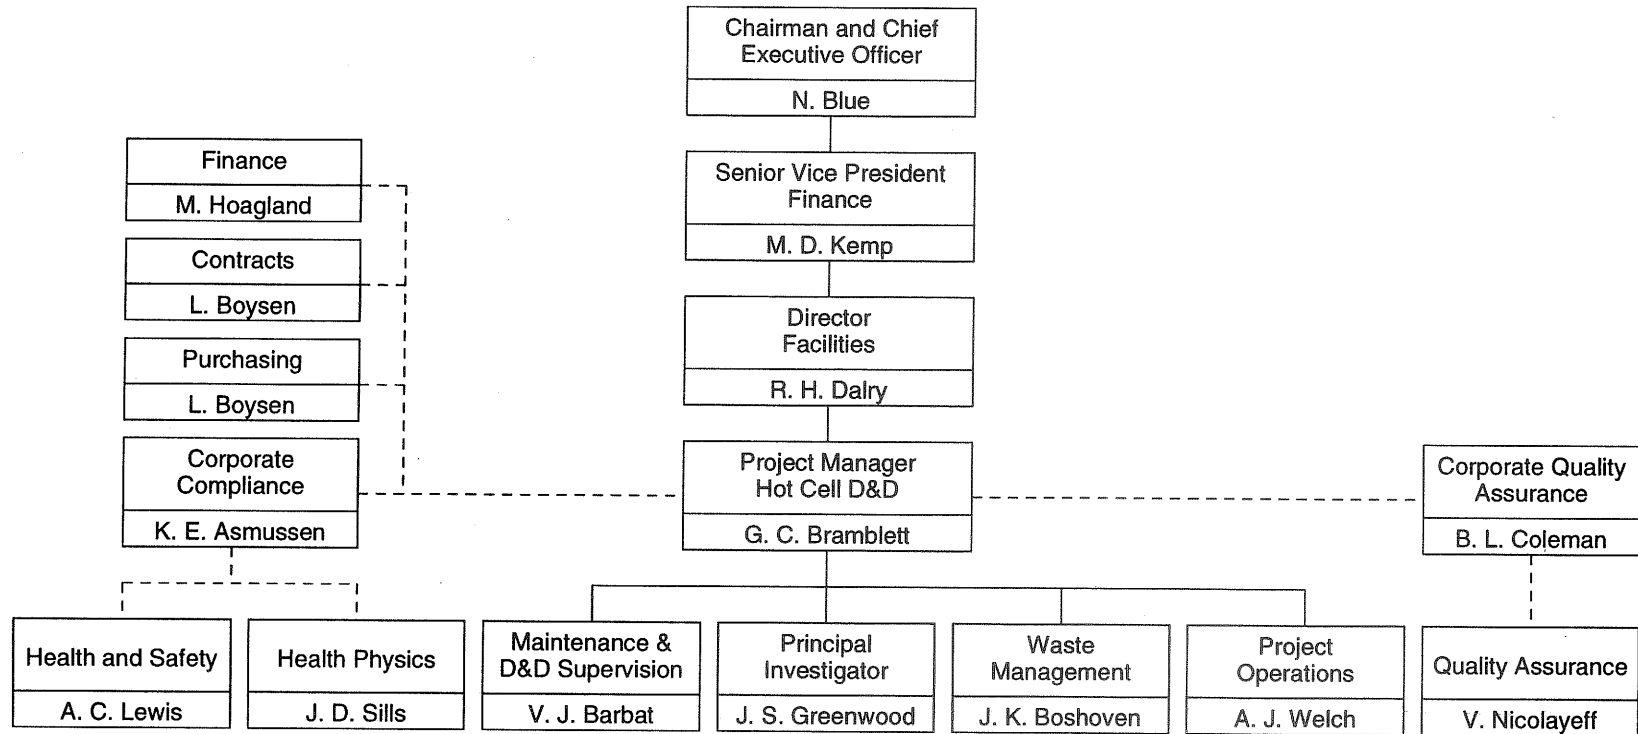 Chairman and Chief
Executive Officer
N. Blue
Senior Vice President
Finance
M. D. Kemp
Director
Facilities
R. H. Dalry
Finance
M. Hoagland
Contracts
L. Boysen
Purchasing
L. Boysen
Corporate
Compliance
K. E. Asmussen
Project Manager
Hot Cell D&D
G. C. Bramblett
Corporate Quality
Assurance
B. L. Coleman
Health and Safety
A. C. Lewis
Health Physics
J. D. Sills
Maintenance &
D&D Supervision
V. J. Barbat
Principal
Investigator
J. S. Greenwood
Waste
Management
J. K. Boshoven
Project
Operations
A. J. Welch
Quality Assurance
V. Nicolayeff